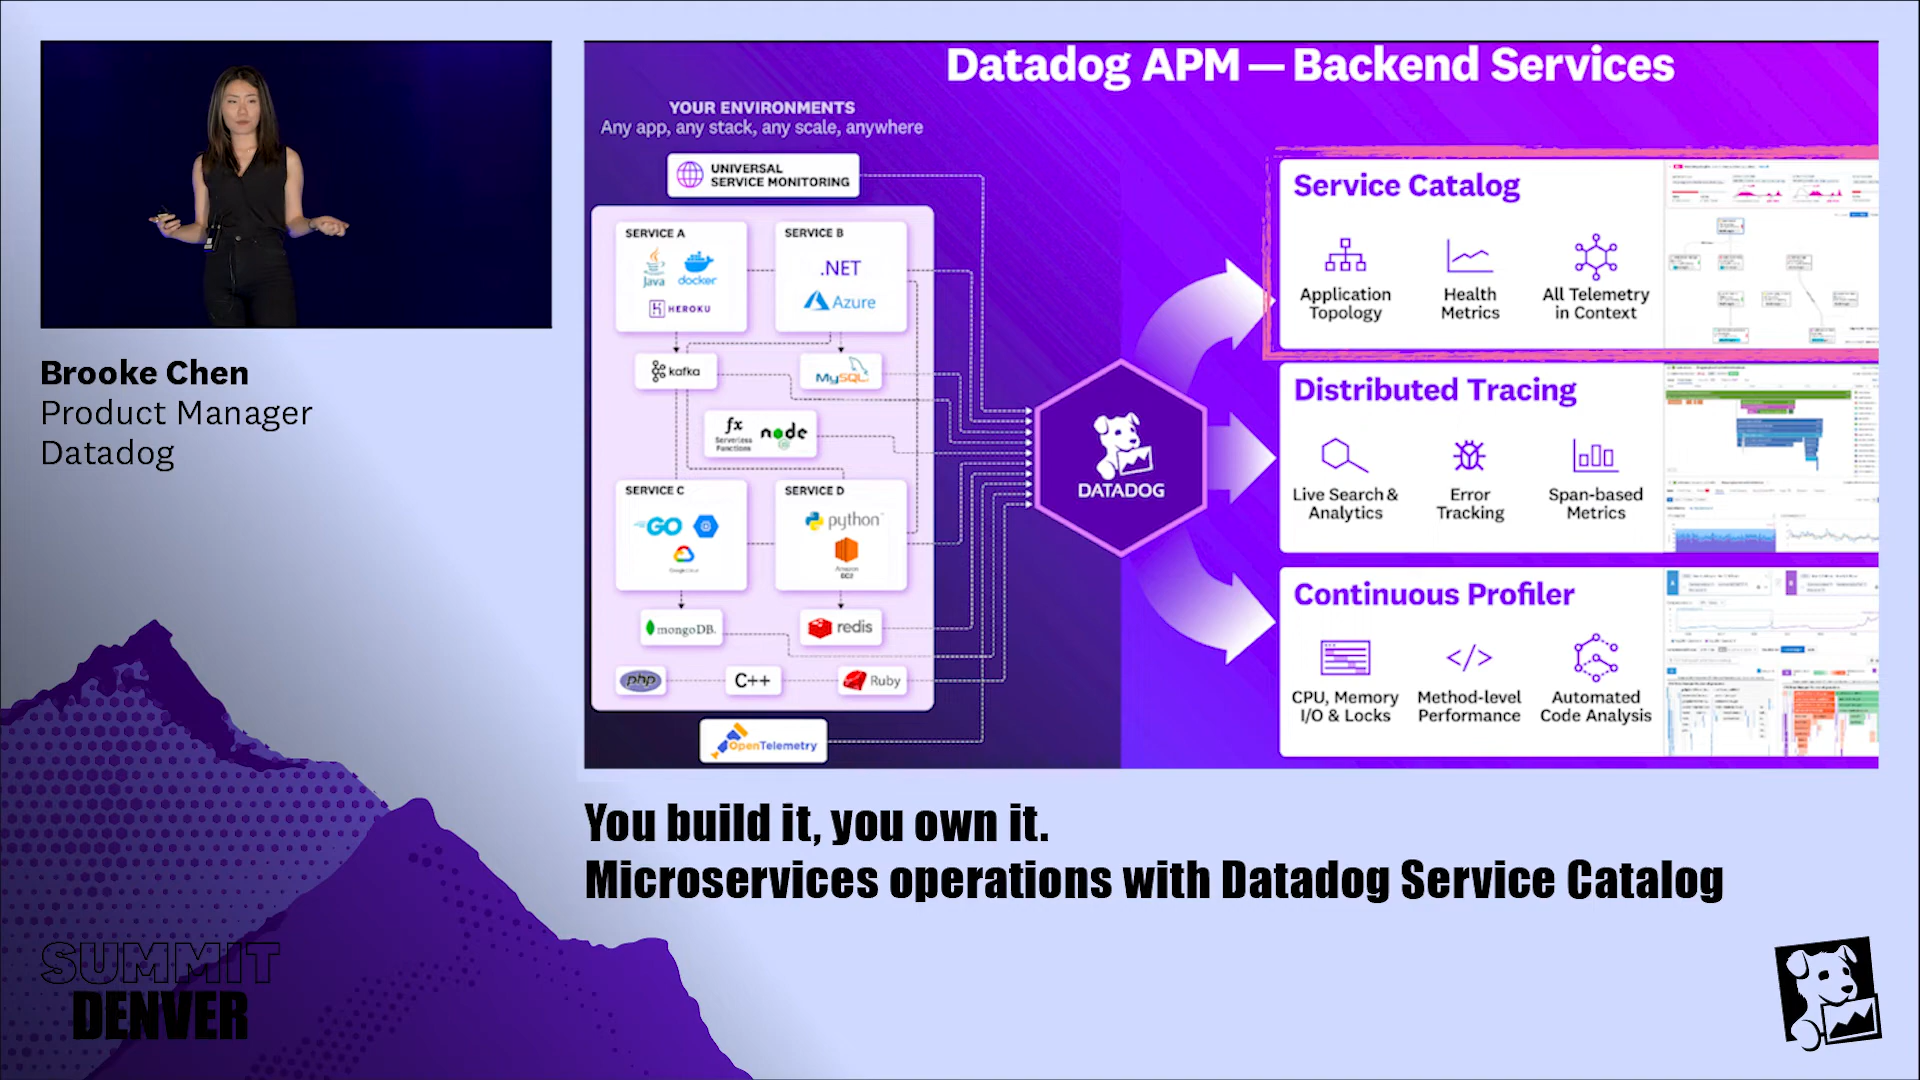 Brooke Chen
Product Manager
Datadog
Datadog APM — Backend Services
YOUR ENVIRONMENTS
Any app, any stack, any scale, anywhere
UNIVERSAL
SERVICE MONITORING
SERVICE A
Java
docker
HEROKU
SERVICE B
.NET
Azure
kafka
MySQL
fx
Serverless
Functions
node
SERVICE C
GO
Google Cloud
SERVICE D
python
Amazon
EC2
mongoDB.
redis
php
C++
Ruby
OpenTelemetry
DATADOG
Service Catalog
Application
Topology
Health
Metrics
All Telemetry
in Context
Distributed Tracing
Live Search &
Analytics
Error
Tracking
Span-based
Metrics
Continuous Profiler
CPU, Memory
I/O & Locks
</>
Method-level
Performance
Automated
Code Analysis
You build it, you own it.
Microservices operations with Datadog Service Catalog
SUMMIT
DENVER